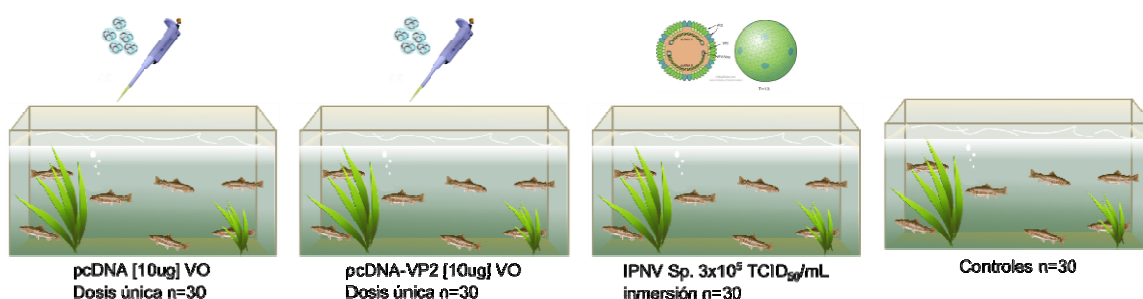 pcDNA [10ug] VO
Dosis única n=30
pcDNA-VP2 [10ug] VO
Dosis única n=30
IPNV Sp. 3x10⁵ TCID₅₀/mL
inmersión n=30
Controles n=30